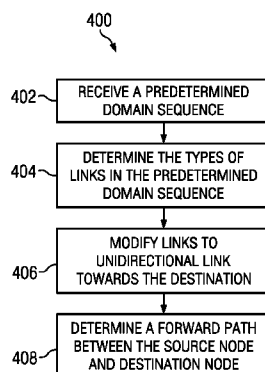 400
402
RECEIVE A PREDETERMINED
DOMAIN SEQUENCE
404
DETERMINE THE TYPES OF
LINKS IN THE PREDETERMINED
DOMAIN SEQUENCE
406
MODIFY LINKS TO
UNIDIRECTIONAL LINK
TOWARDS THE DESTINATION
408
DETERMINE A FORWARD PATH
BETWEEN THE SOURCE NODE
AND DESTINATION NODE